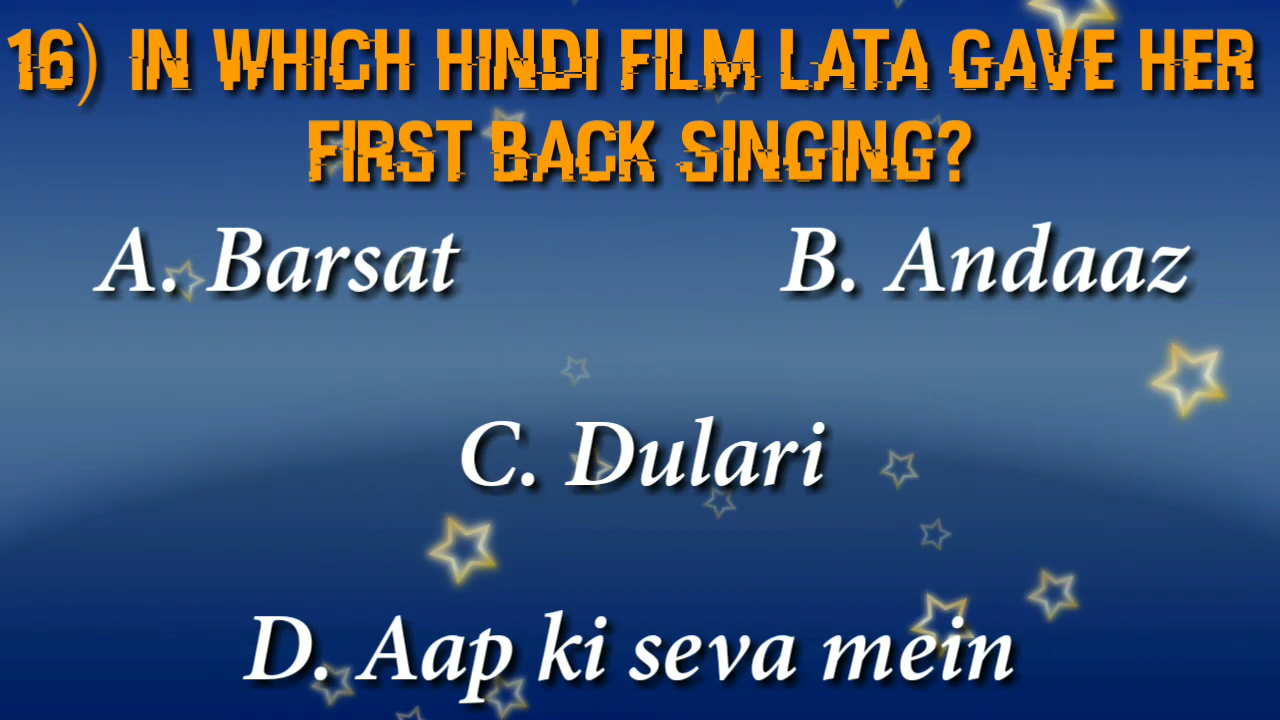 16) IN WHICH HINDI FILM LATA GAVE HER
FIRST BACK SINGING?
A. Barsat
B. Andaaz
C. Dulari
D. Aap ki seva mein